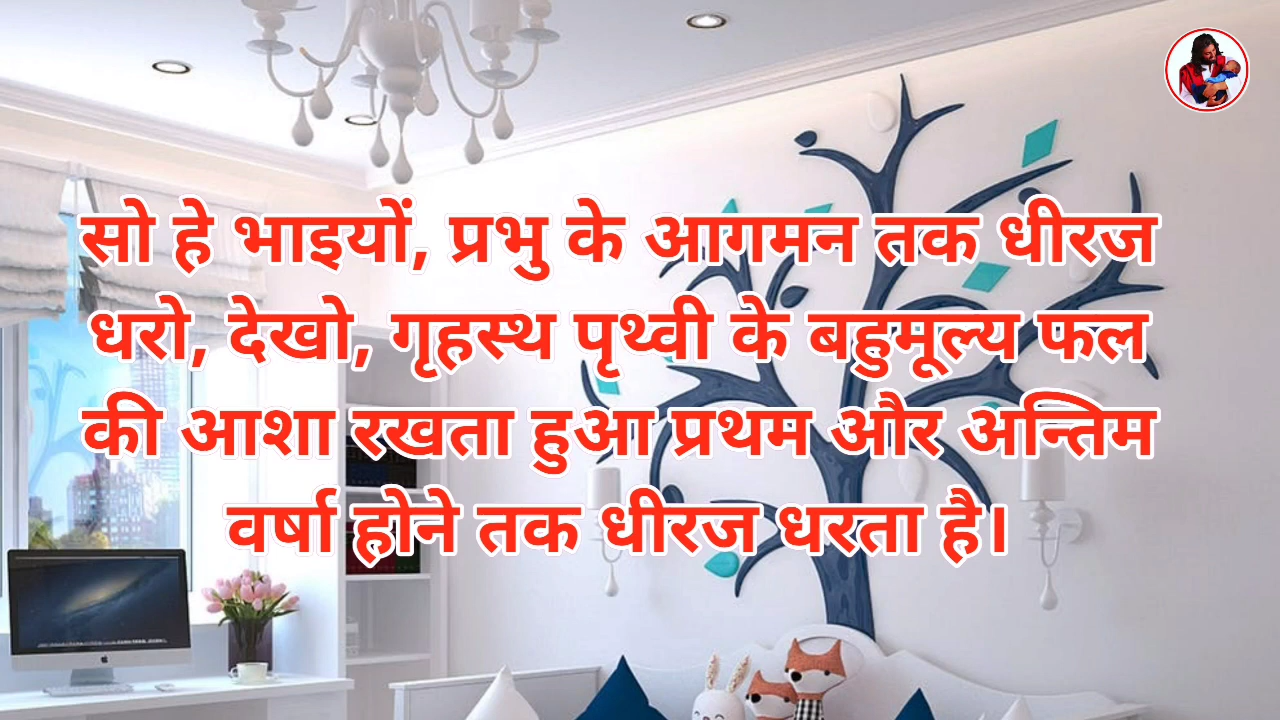 सो हे भाइयों, प्रभु के आगमन तक धीरज
धरो, देखो, गृहस्थ पृथ्वी के बहुमूल्य फल
की आशा रखता हुआ प्रथम और अन्तिम
वर्षा होने तक धीरज धरता है।